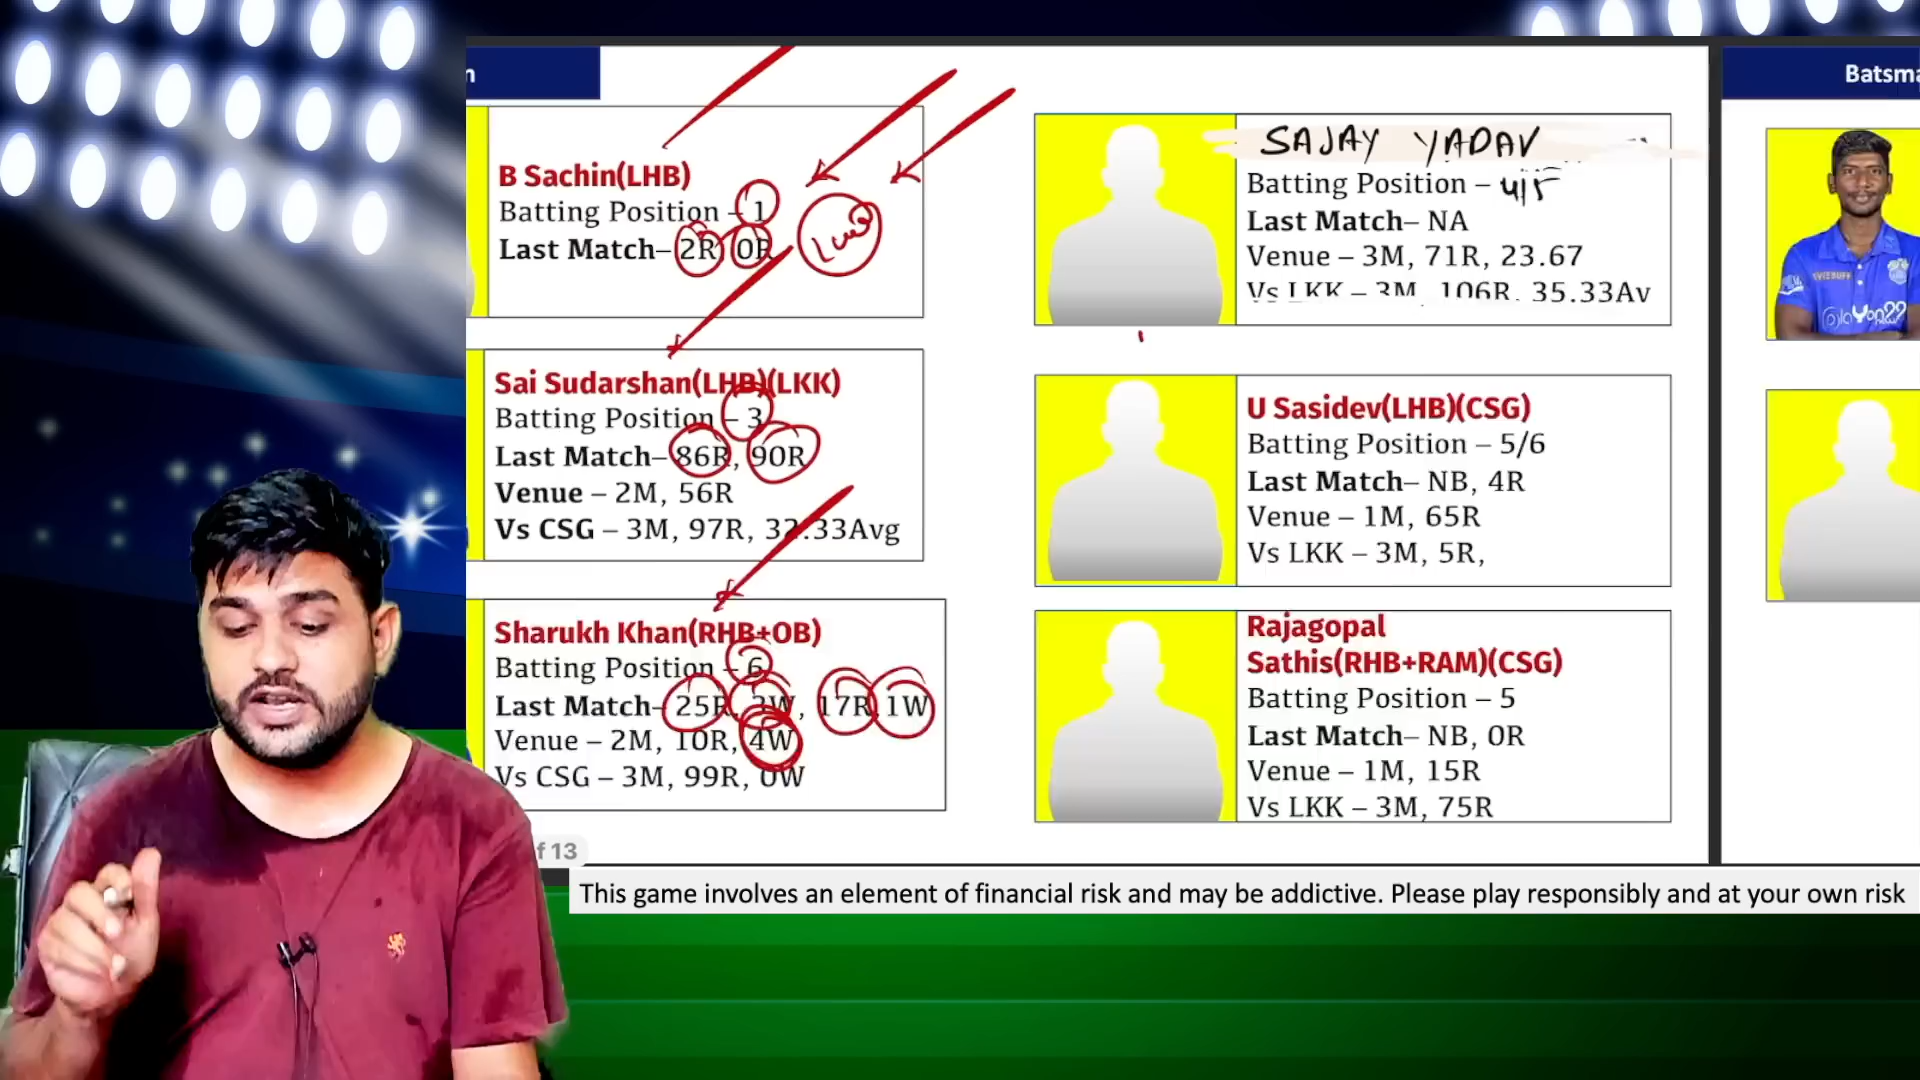 n
B Sachin(LHB)
Batting Position – 1
Last Match– 2R, 0R
Sai Sudarshan(LHB)(LKK)
Batting Position – 3
Last Match– 86R, 90R
Venue – 2M, 56R
Vs CSG – 3M, 97R, 32.33Avg
Sharukh Khan(RHB+OB)
Batting Position – 6
Last Match– 25R, 2W, 17R, 1W
Venue – 2M, 10R, 4W
Vs CSG – 3M, 99R, 0W
f 13
SAJAY YADAV
Batting Position – 4/5
Last Match– NA
Venue – 3M, 71R, 23.67
Vs LKK – 3M, 106R, 35.33Av
U Sasidev(LHB)(CSG)
Batting Position – 5/6
Last Match– NB, 4R
Venue – 1M, 65R
Vs LKK – 3M, 5R,
Rajagopal
Sathis(RHB+RAM)(CSG)
Batting Position – 5
Last Match– NB, 0R
Venue – 1M, 15R
Vs LKK – 3M, 75R
Batsma
This game involves an element of financial risk and may be addictive. Please play responsibly and at your own risk